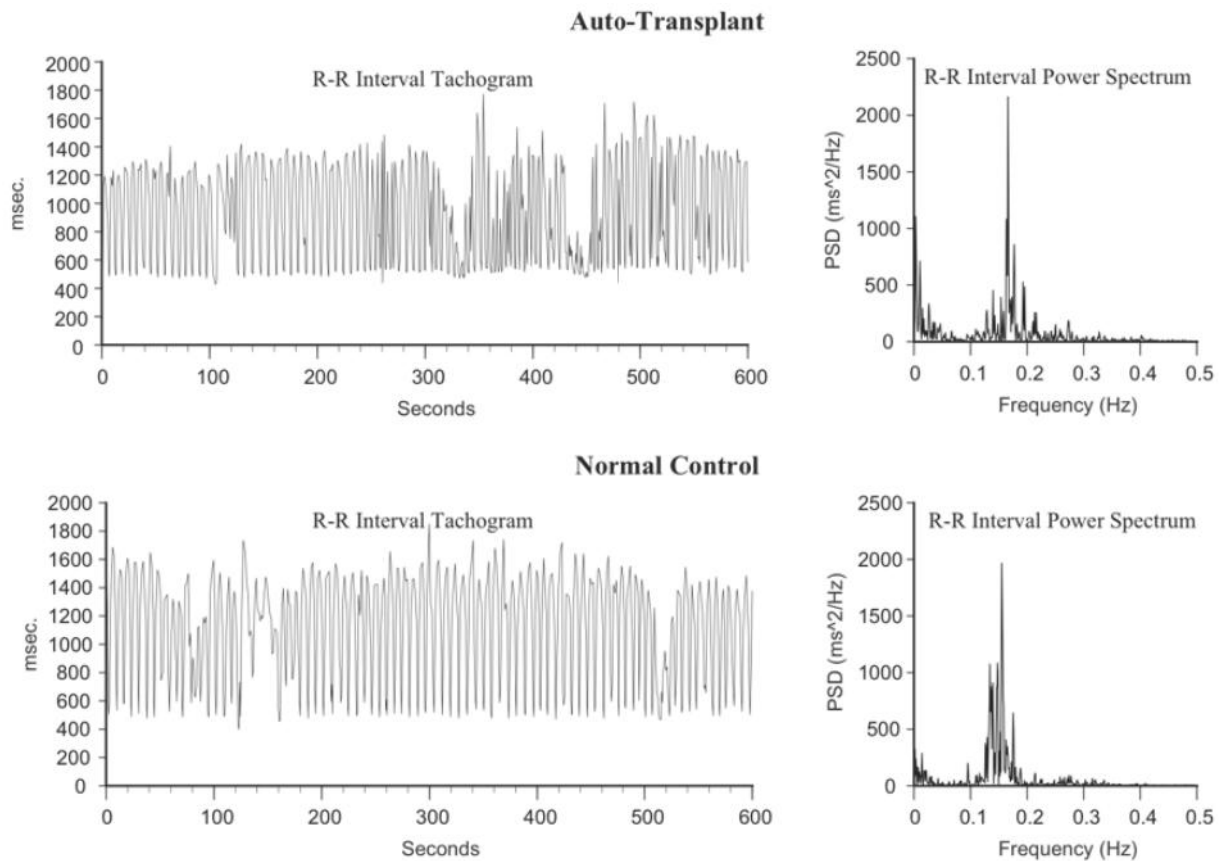 Auto-Transplant
R-R Interval Tachogram
msec.
2000
1800
1600
1400
1200
1000
800
600
400
200
0
0 100 200 300 400 500 600
Seconds
R-R Interval Power Spectrum
PSD (ms^2/Hz)
2500
2000
1500
1000
500
0
0 0.1 0.2 0.3 0.4 0.5
Frequency (Hz)
Normal Control
R-R Interval Tachogram
msec.
2000
1800
1600
1400
1200
1000
800
600
400
200
0
0 100 200 300 400 500 600
Seconds
R-R Interval Power Spectrum
PSD (ms^2/Hz)
2500
2000
1500
1000
500
0
0 0.1 0.2 0.3 0.4 0.5
Frequency (Hz)